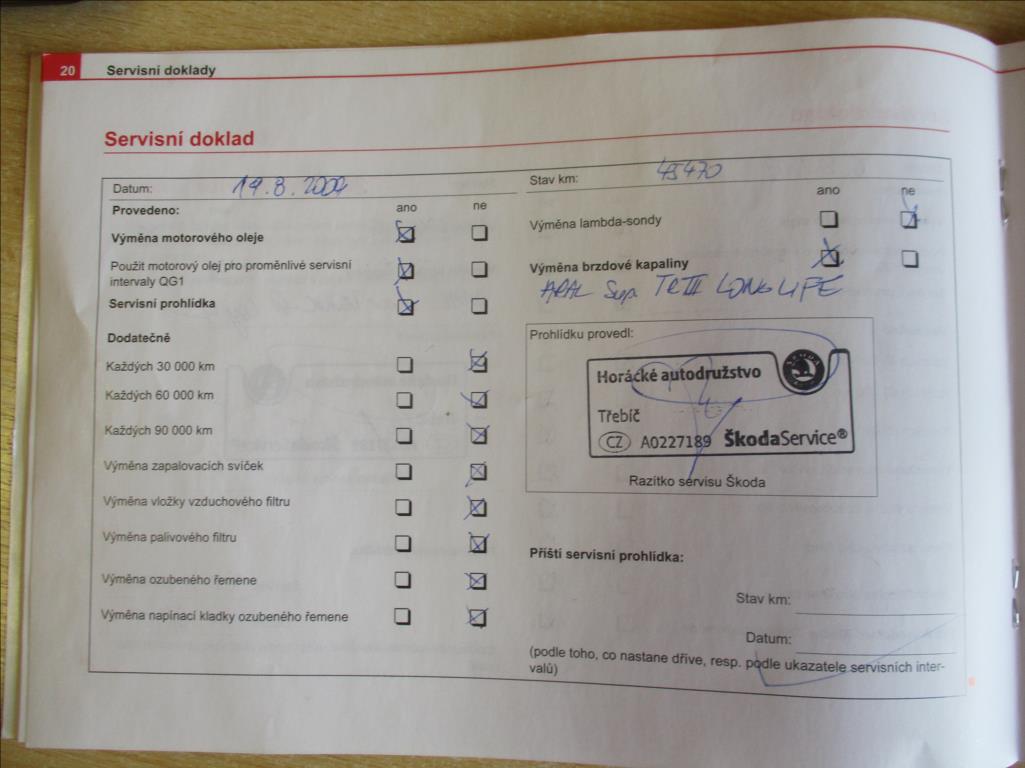 20 Servisní doklady
Servisní doklad
Datum: 19.8.2009
Provedeno: ano ne
Výměna motorového oleje
Použit motorový olej pro proměnlivé servisní
intervaly QG1
Servisní prohlídka
Dodatečně
Každých 30 000 km
Každých 60 000 km
Každých 90 000 km
Výměna zapalovacích svíček
Výměna vložky vzduchového filtru
Výměna palivového filtru
Výměna ozubeného řemene
Výměna napínací kladky ozubeného řemene
Stav km: 45470
ano ne
Výměna lambda-sondy
Výměna brzdové kapaliny
ARAL LONG LIFE
Prohlídku provedl:
Horácké autodružstvo
Třebíč
CZ A0227189 ŠkodaService®
Razítko servisu Škoda
Příští servisní prohlídka:
Stav km:
Datum:
(podle toho, co nastane dříve, resp. podle ukazatele servisních inter-
valů)